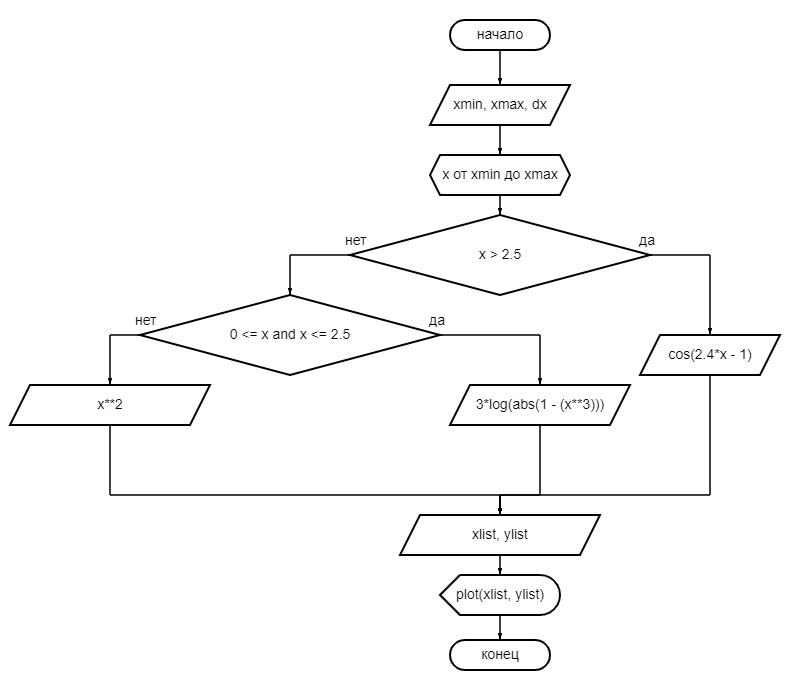 начало
xmin, xmax, dx
x от xmin до xmax
нет
да
x > 2.5
нет
да
0 <= x and x <= 2.5
cos(2.4*x - 1)
x**2
3*log(abs(1 - (x**3)))
xlist, ylist
plot(xlist, ylist)
конец